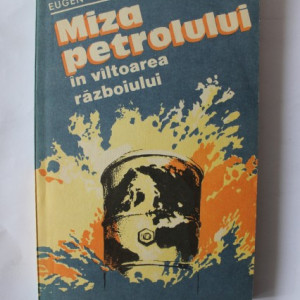 EUGEN
Miza
petrolului
în vîltoarea
războiului